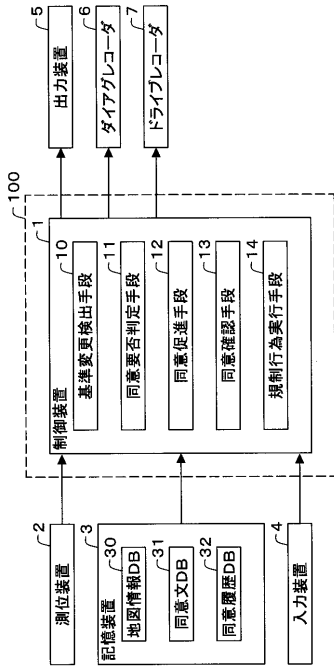 100
測位装置 2
記憶装置 3
地図情報DB 30
同意文DB 31
同意履歴DB 32
入力装置 4
制御装置 1
基準変更検出手段 10
同意要否判定手段 11
同意促進手段 12
同意確認手段 13
規制行為実行手段 14
出力装置 5
ダイアグレコーダ 6
ドライブレコーダ 7